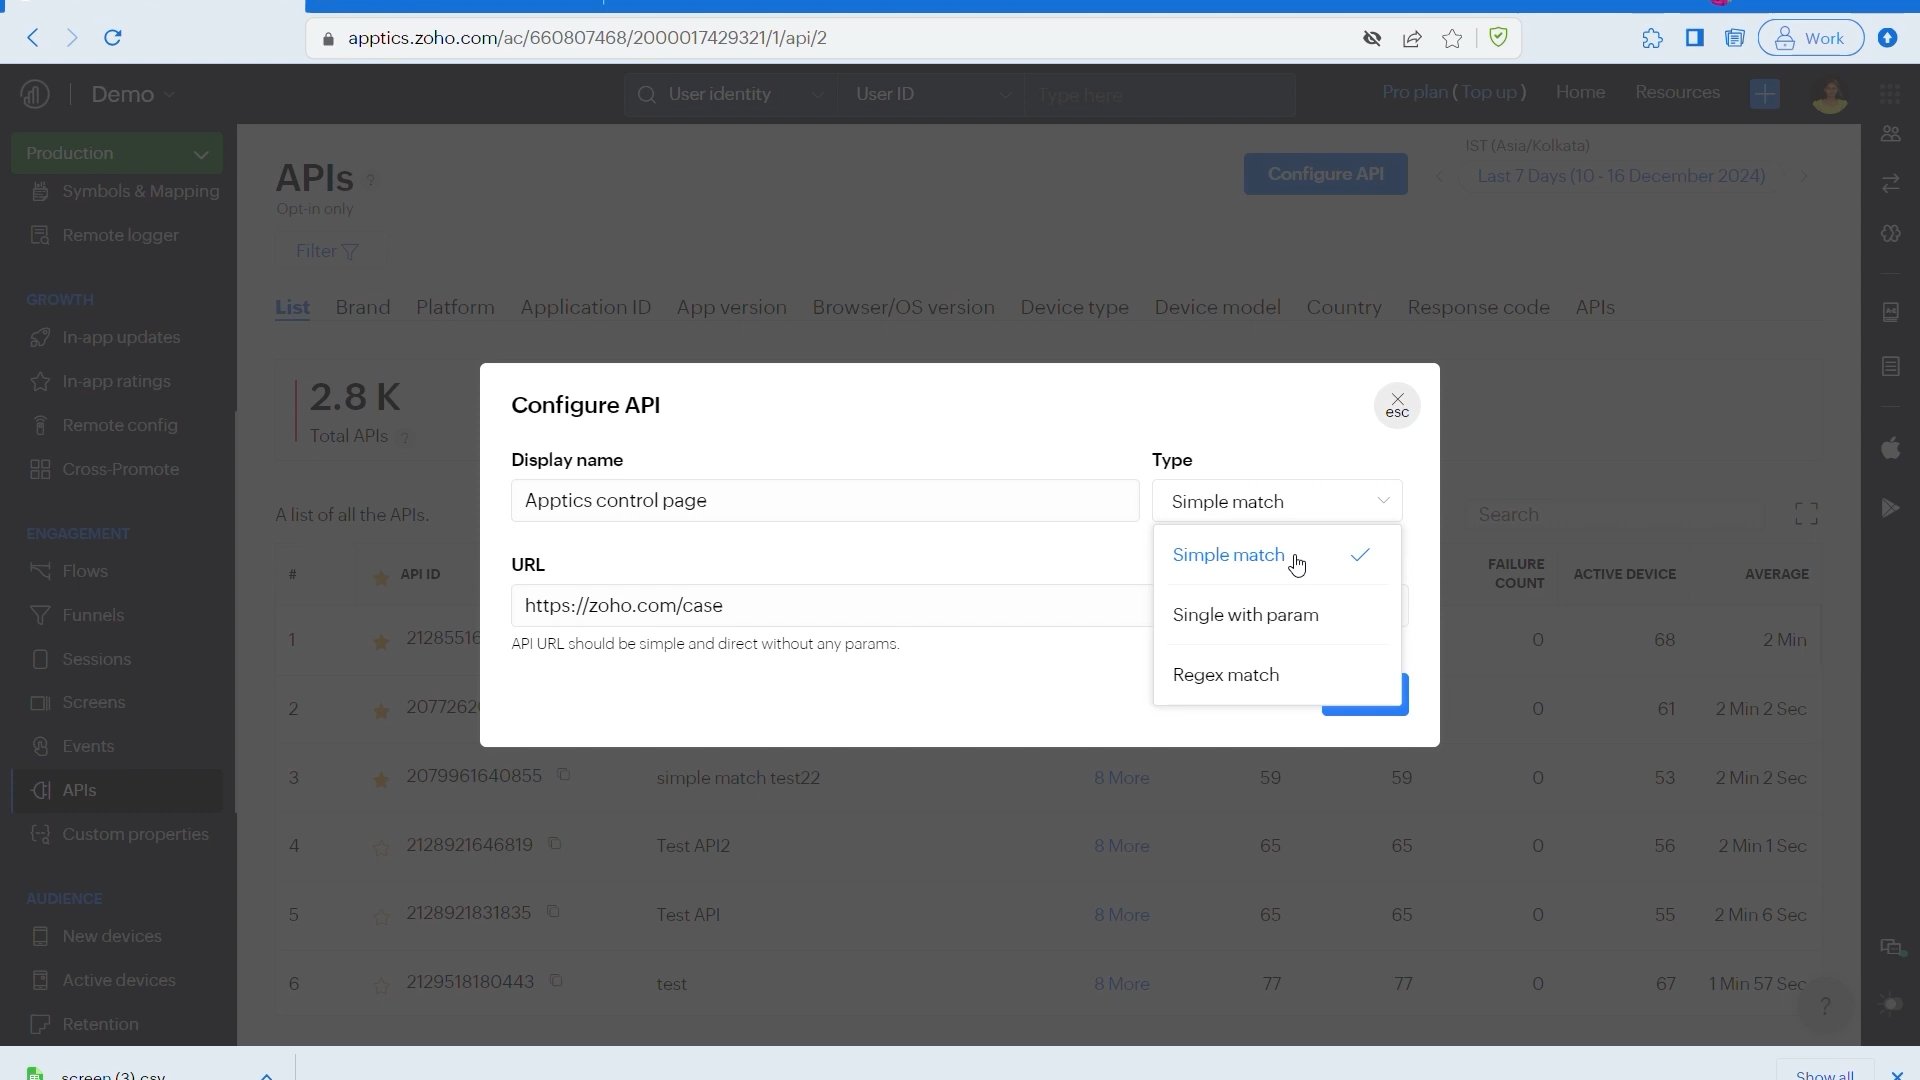 apptics.zoho.com/ac/660807468/2000017429321/1/api/2
Work
Demo
User identity
User ID
Type here
Pro plan ( Top up )
Home
Resources
Production
Symbols & Mapping
Remote logger
GROWTH
In-app updates
In-app ratings
Remote config
Cross-Promote
ENGAGEMENT
Flows
Funnels
Sessions
Screens
Events
APIs
Custom properties
AUDIENCE
New devices
Active devices
Retention
APIs ?
Opt-in only
Configure API
IST (Asia/Kolkata)
Last 7 Days (10 - 16 December 2024)
Filter
List Brand Platform Application ID App version Browser/OS version Device type Device model Country Response code APIs
2.8 K
Total APIs ?
A list of all the APIs.
Search
Configure API
esc
Display name
Apptics control page
Type
Simple match
Simple match
Single with param
Regex match
URL
https://zoho.com/case
API URL should be simple and direct without any params.
# API ID FAILURE COUNT ACTIVE DEVICE AVERAGE
1 21285516 0 68 2 Min
2 2077262 0 61 2 Min 2 Sec
3 2079961640855 simple match test22 8 More 59 59 0 53 2 Min 2 Sec
4 2128921646819 Test API2 8 More 65 65 0 56 2 Min 1 Sec
5 2128921831835 Test API 8 More 65 65 0 55 2 Min 6 Sec
6 2129518180443 test 8 More 77 77 0 67 1 Min 57 Sec
?
screen (3).csv
Show all